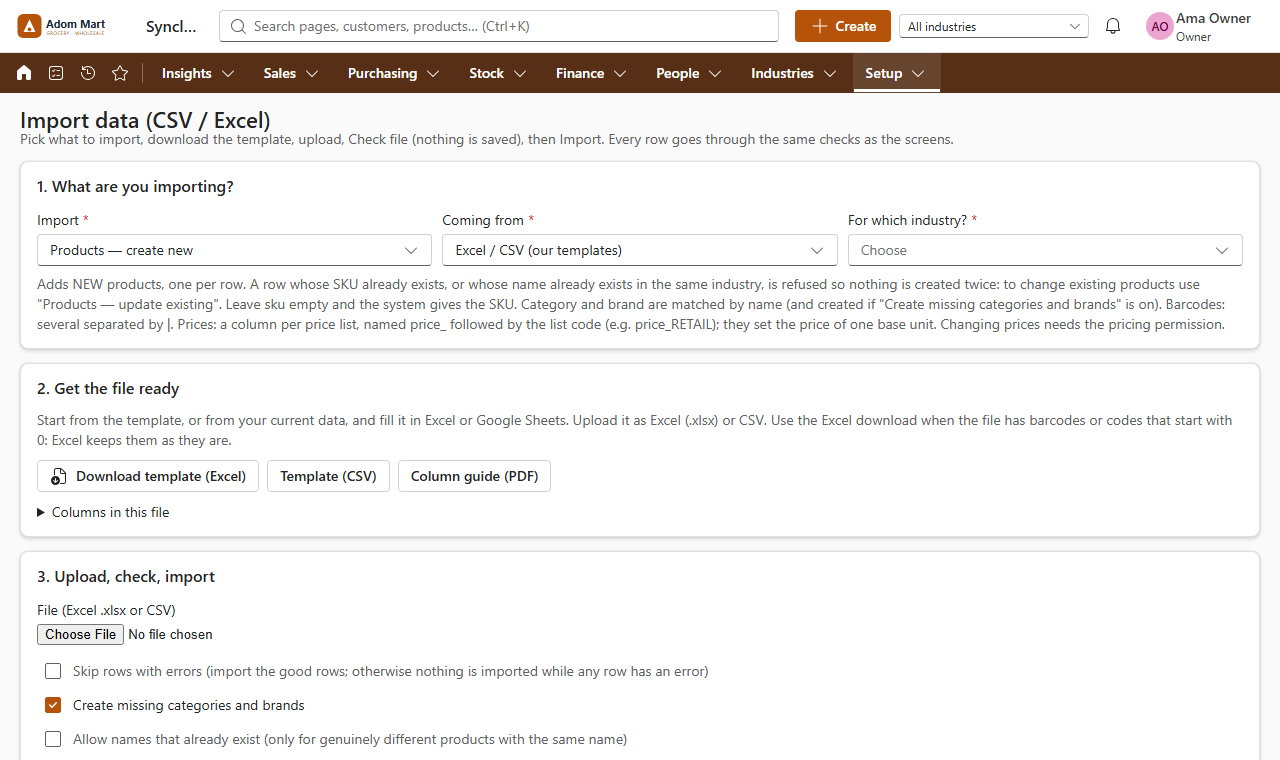 Adom Mart
GROCERY · WHOLESALE
Syncl...
Search pages, customers, products... (Ctrl+K)
Create
All industries
AO
Ama Owner
Owner
Insights
Sales
Purchasing
Stock
Finance
People
Industries
Setup
Import data (CSV / Excel)
Pick what to import, download the template, upload, Check file (nothing is saved), then Import. Every row goes through the same checks as the screens.
1. What are you importing?
Import *
Coming from *
For which industry? *
Products — create new
Excel / CSV (our templates)
Choose
Adds NEW products, one per row. A row whose SKU already exists, or whose name already exists in the same industry, is refused so nothing is created twice: to change existing products use
"Products — update existing". Leave sku empty and the system gives the SKU. Category and brand are matched by name (and created if "Create missing categories and brands" is on). Barcodes:
several separated by |. Prices: a column per price list, named price_ followed by the list code (e.g. price_RETAIL); they set the price of one base unit. Changing prices needs the pricing permission.
2. Get the file ready
Start from the template, or from your current data, and fill it in Excel or Google Sheets. Upload it as Excel (.xlsx) or CSV. Use the Excel download when the file has barcodes or codes that start with
0: Excel keeps them as they are.
Download template (Excel)
Template (CSV)
Column guide (PDF)
Columns in this file
3. Upload, check, import
File (Excel .xlsx or CSV)
Choose File No file chosen
Skip rows with errors (import the good rows; otherwise nothing is imported while any row has an error)
Create missing categories and brands
Allow names that already exist (only for genuinely different products with the same name)